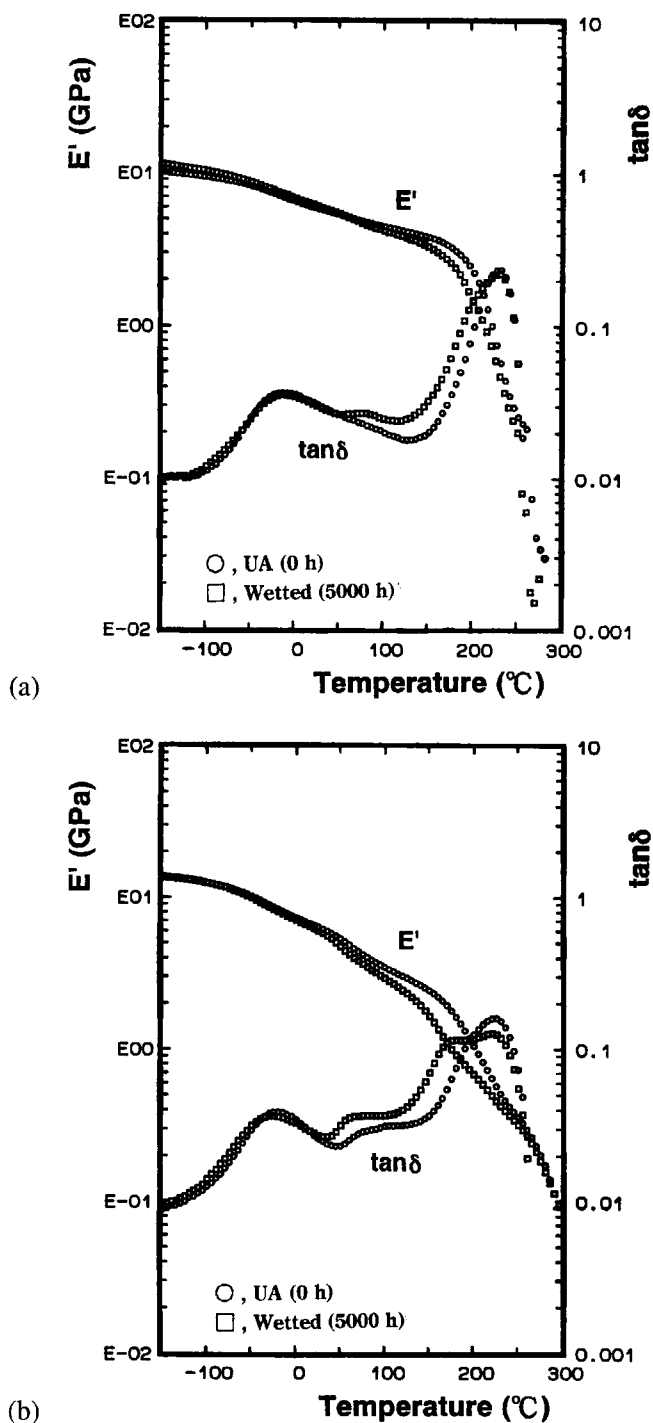 E' (GPa)
E02
E01
E00
E-01
E-02
10
1
0.1
0.01
0.001
tanδ
E'
tanδ
○, UA (0 h)
□, Wetted (5000 h)
-100 0 100 200 300
Temperature (℃)
(a)
E' (GPa)
E02
E01
E00
E-01
E-02
10
1
0.1
0.01
0.001
tanδ
E'
tanδ
○, UA (0 h)
□, Wetted (5000 h)
-100 0 100 200 300
Temperature (℃)
(b)